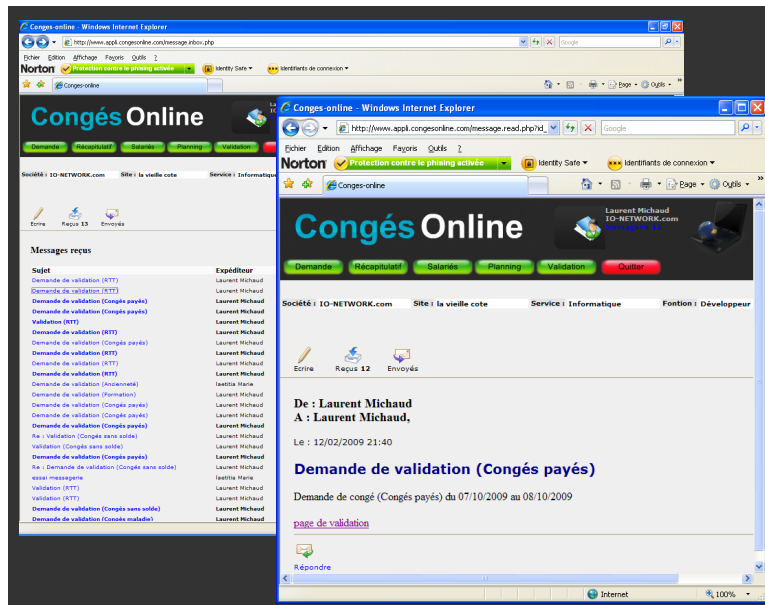 Conges-online - Windows Internet Explorer
http://www.appli.congesonline.com/message.inbox.php
Google
Fichier Edition Affichage Favoris Outils ?
Norton Protection contre le phising activée Identity Safe Identifiants de connexion
Conges-online
Page Outils
Congés Online
Demande Récapitulatif Salariés Planning Validation
Société : IO-NETWORK.com Site : la vieille cote Service : Informatique
Ecrire Reçus 13 Envoyés
Messages reçus
Sujet Expéditeur
Demande de validation (RTT) Laurent Michaud
Demande de validation (RTT) Laurent Michaud
Demande de validation (Congés payés) Laurent Michaud
Demande de validation (Congés payés) Laurent Michaud
Validation (RTT) Laurent Michaud
Demande de validation (RTT) Laurent Michaud
Demande de validation (Congés payés) Laurent Michaud
Demande de validation (RTT) Laurent Michaud
Demande de validation (RTT) Laurent Michaud
Demande de validation (RTT) Laurent Michaud
Demande de validation (Ancienneté) laetitia Marie
Demande de validation (Formation) Laurent Michaud
Demande de validation (Congés payés) Laurent Michaud
Demande de validation (Congés payés) Laurent Michaud
Demande de validation (Congés payés) Laurent Michaud
Re : Validation (Congés sans solde) Laurent Michaud
Validation (Congés sans solde) Laurent Michaud
Demande de validation (Congés payés) Laurent Michaud
Re : Demande de validation (Congés sans solde) Laurent Michaud
essai messagerie laetitia Marie
Validation (RTT) Laurent Michaud
Validation (RTT) Laurent Michaud
Demande de validation (Congés sans solde) Laurent Michaud
Demande de validation (Congés maladie) Laurent Michaud
Conges-online - Windows Internet Explorer
http://www.appli.congesonline.com/message.read.php?id_
Google
Fichier Edition Affichage Favoris Outils ?
Norton Protection contre le phising activée Identity Safe Identifiants de connexion
Conges-online
Page Outils
Congés Online
Laurent Michaud
IO-NETWORK.com
Demande Récapitulatif Salariés Planning Validation Quitter
Société : IO-NETWORK.com Site : la vieille cote Service : Informatique Fontion : Développeur
Ecrire Reçus 12 Envoyés
De : Laurent Michaud
A : Laurent Michaud,
Le : 12/02/2009 21:40
Demande de validation (Congés payés)
Demande de congé (Congés payés) du 07/10/2009 au 08/10/2009
page de validation
Répondre
Internet 100%